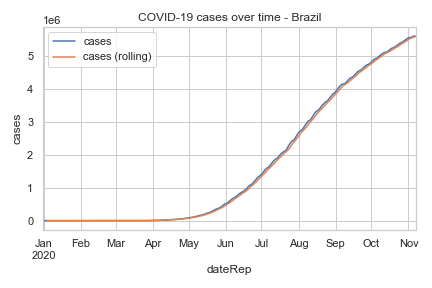 COVID-19 cases over time - Brazil
1e6
cases
cases (rolling)
5
4
3
2
1
0
cases
Jan Feb Mar Apr May Jun Jul Aug Sep Oct Nov
2020
dateRep